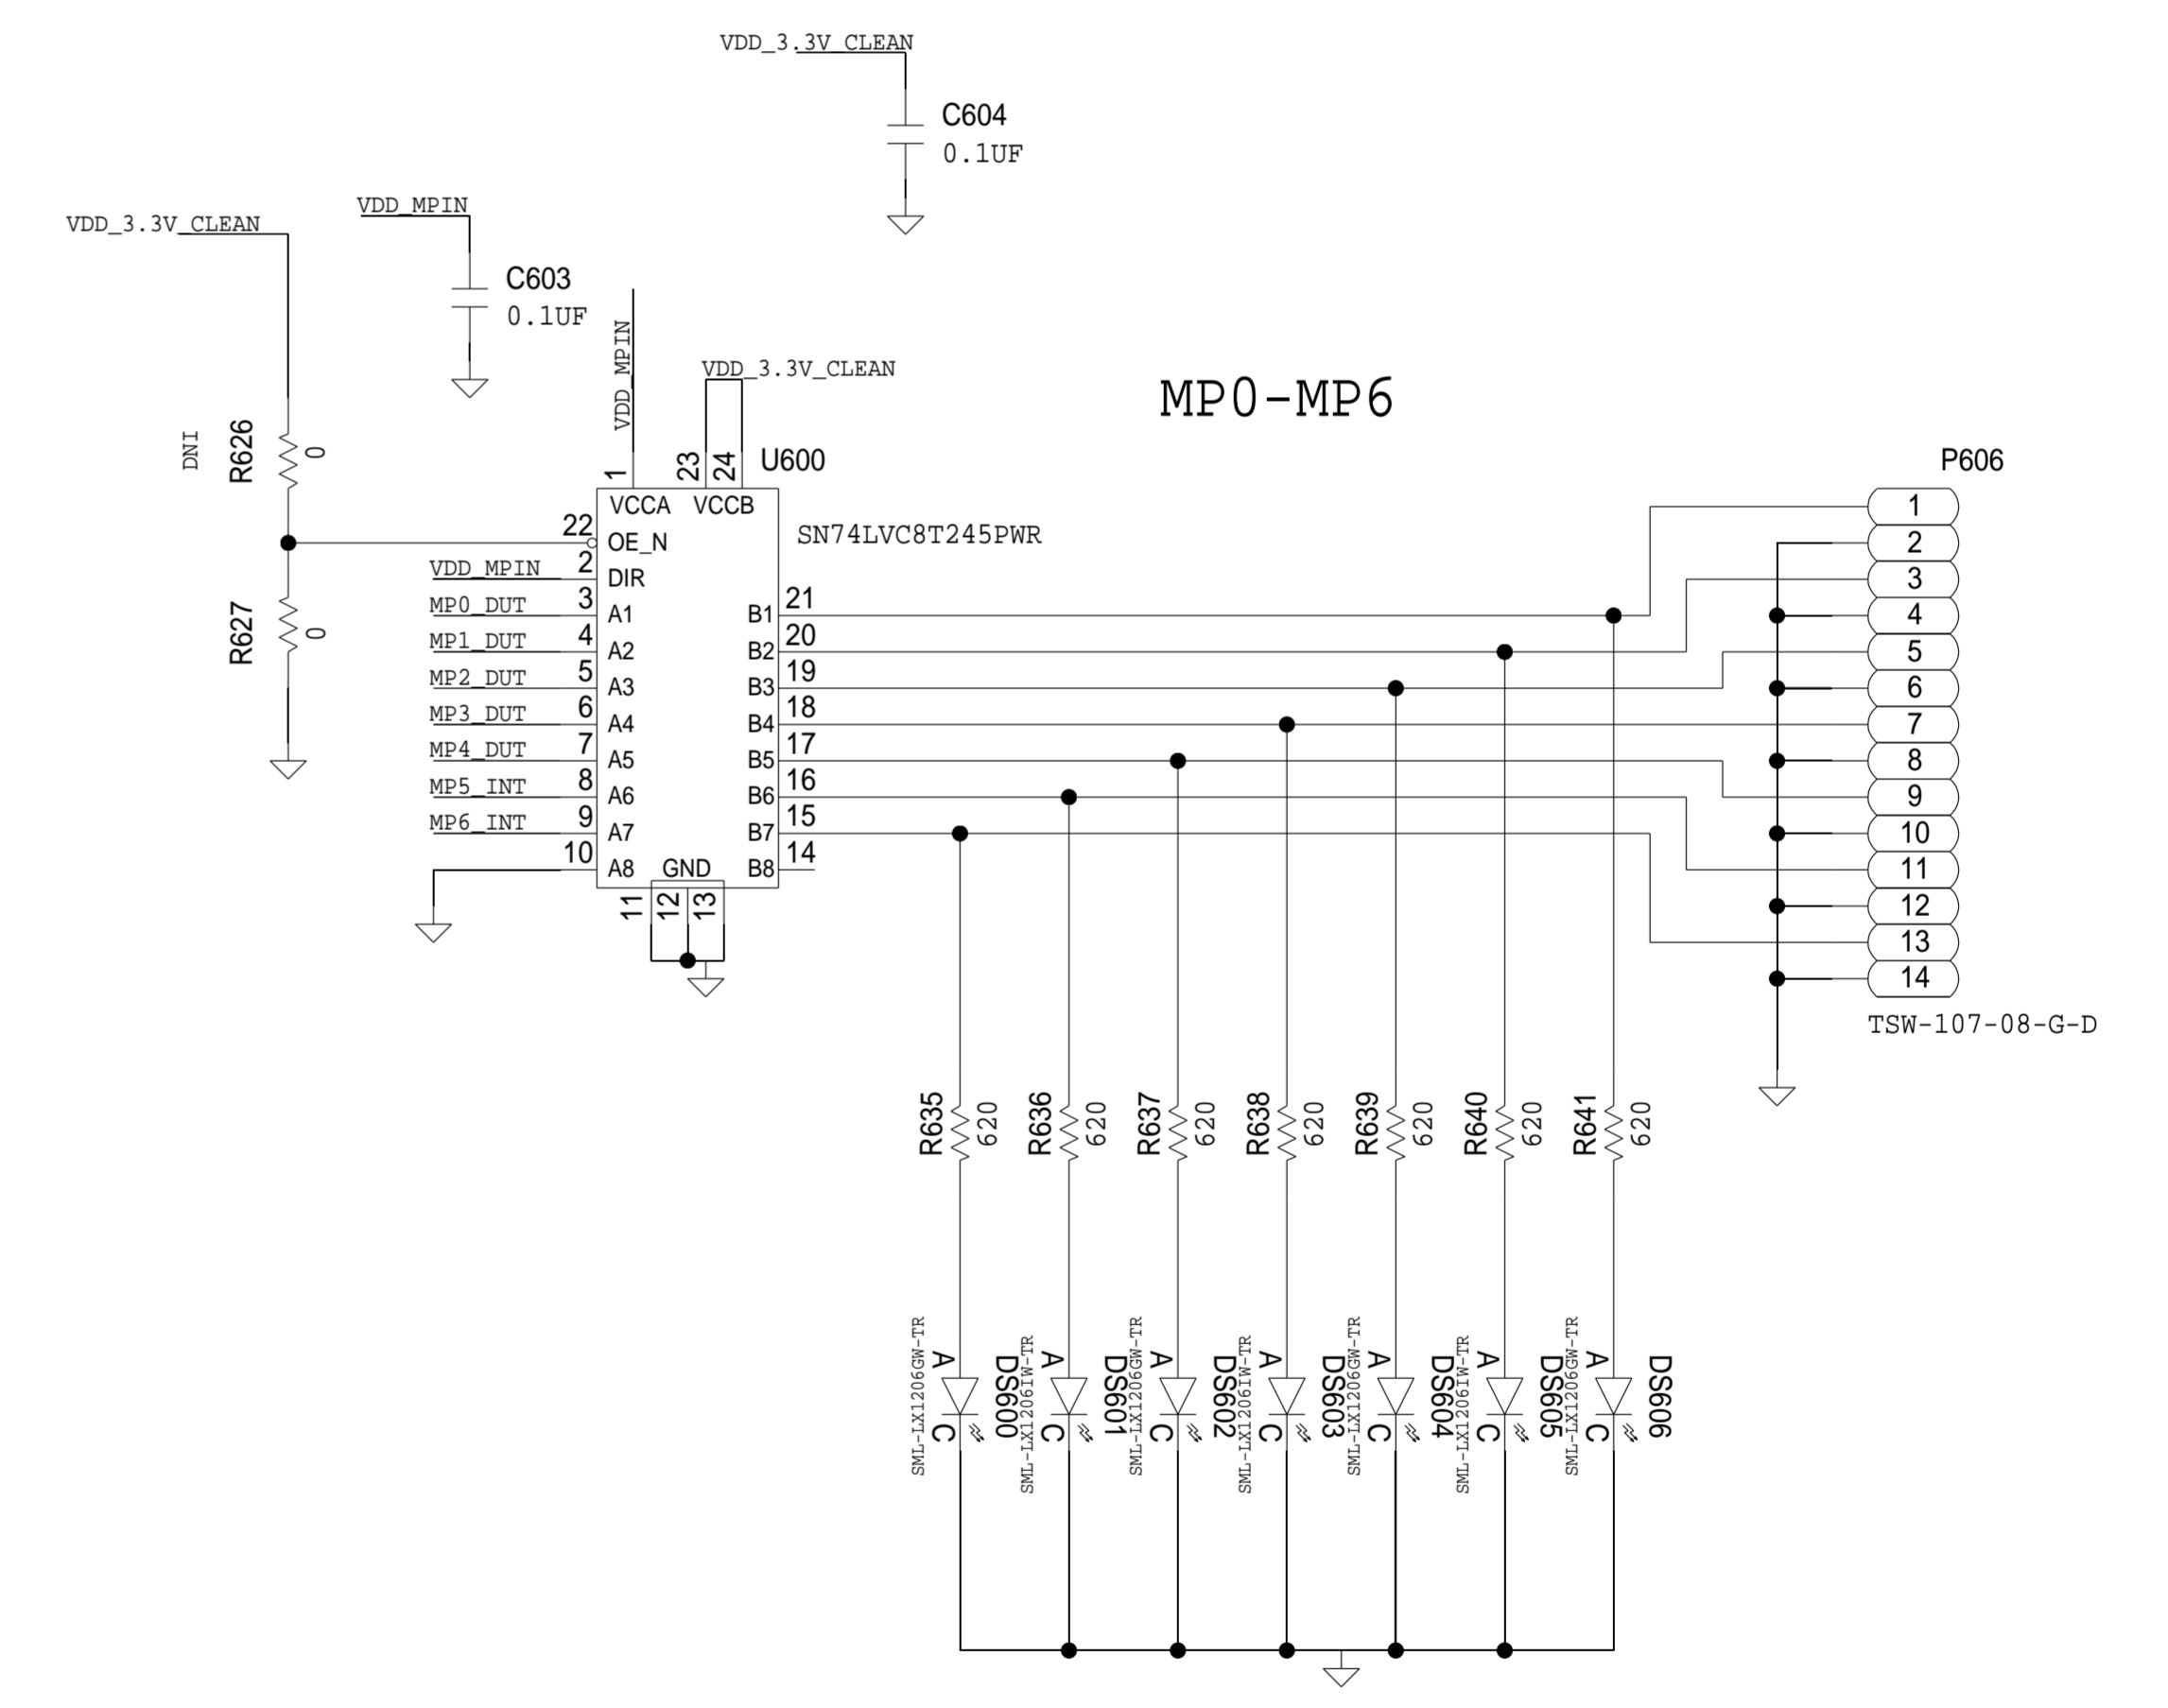 VDD_3.3V_CLEAN
C604
0.1UF
VDD_MPIN
VDD_3.3V_CLEAN
C603
0.1UF
VDD_MPIN
VDD_3.3V_CLEAN
MP0-MP6
DNI
R626
0
R627
0
1
23
24
U600
VCCA
VCCB
SN74LVC8T245PWR
22
OE_N
VDD_MPIN
2
DIR
MP0_DUT
3
A1
B1
21
MP1_DUT
4
A2
B2
20
MP2_DUT
5
A3
B3
19
MP3_DUT
6
A4
B4
18
MP4_DUT
7
A5
B5
17
MP5_INT
8
A6
B6
16
MP6_INT
9
A7
B7
15
10
A8
GND
B8
14
11
12
13
P606
1
2
3
4
5
6
7
8
9
10
11
12
13
14
TSW-107-08-G-D
R635
620
R636
620
R637
620
R638
620
R639
620
R640
620
R641
620
SML-LX1206GW-TR
A
C
DS600
SML-LX1206IW-TR
A
C
DS601
SML-LX1206GW-TR
A
C
DS602
SML-LX1206IW-TR
A
C
DS603
SML-LX1206GW-TR
A
C
DS604
SML-LX1206IW-TR
A
C
DS605
SML-LX1206GW-TR
A
C
DS606